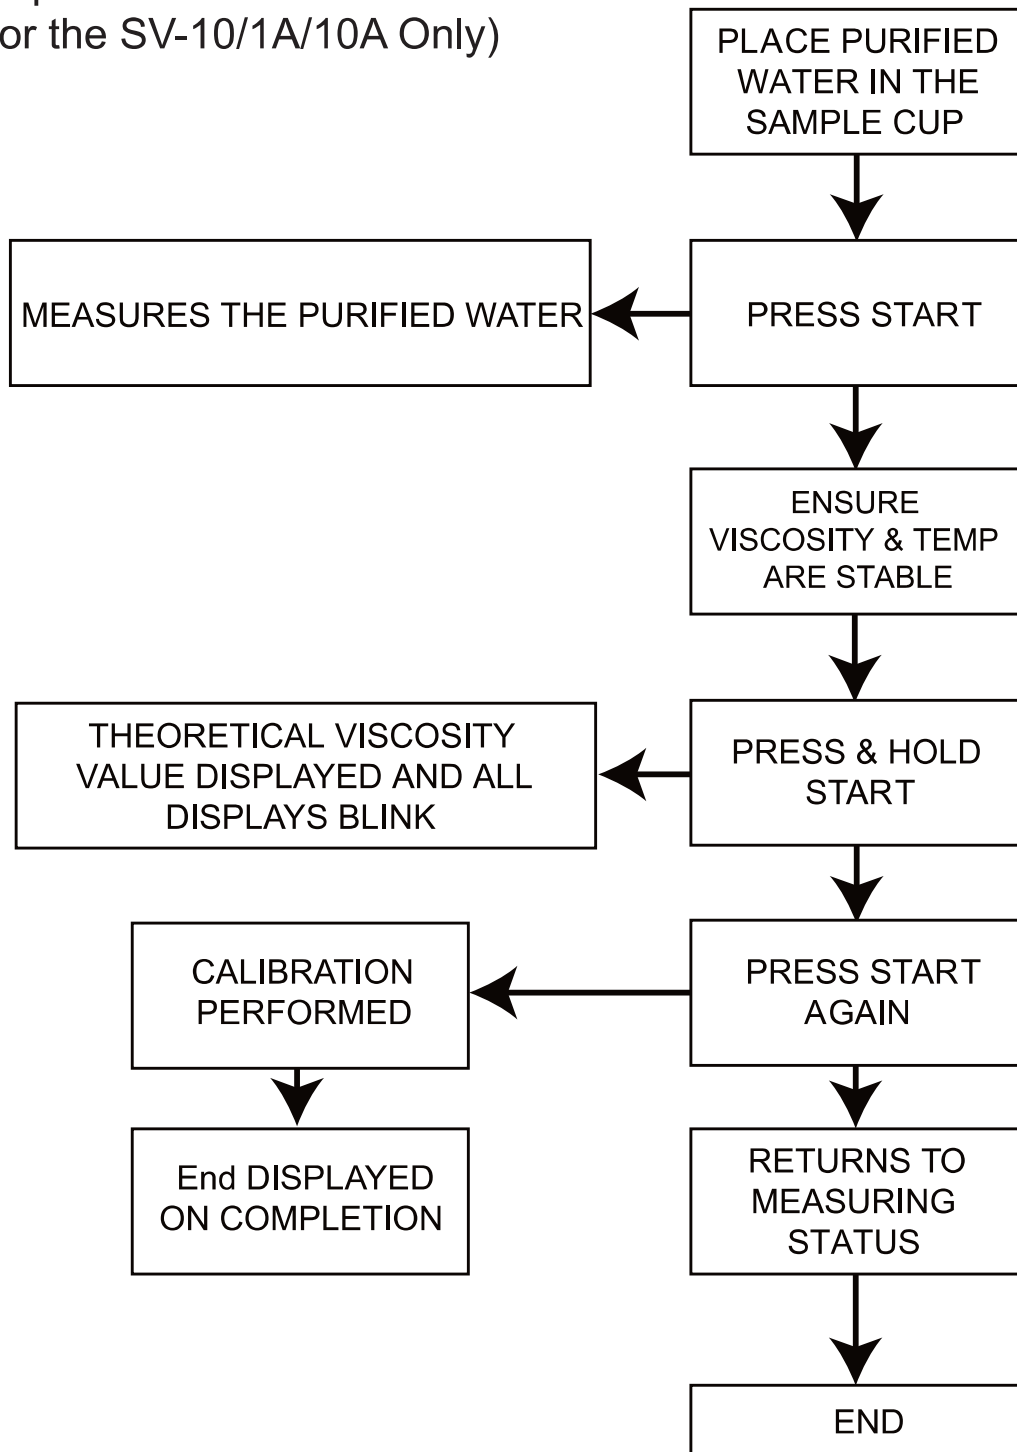 or the SV-10/1A/10A Only)
PLACE PURIFIED
WATER IN THE
SAMPLE CUP
MEASURES THE PURIFIED WATER
PRESS START
ENSURE
VISCOSITY & TEMP
ARE STABLE
THEORETICAL VISCOSITY
VALUE DISPLAYED AND ALL
DISPLAYS BLINK
PRESS & HOLD
START
CALIBRATION
PERFORMED
PRESS START
AGAIN
End DISPLAYED
ON COMPLETION
RETURNS TO
MEASURING
STATUS
END